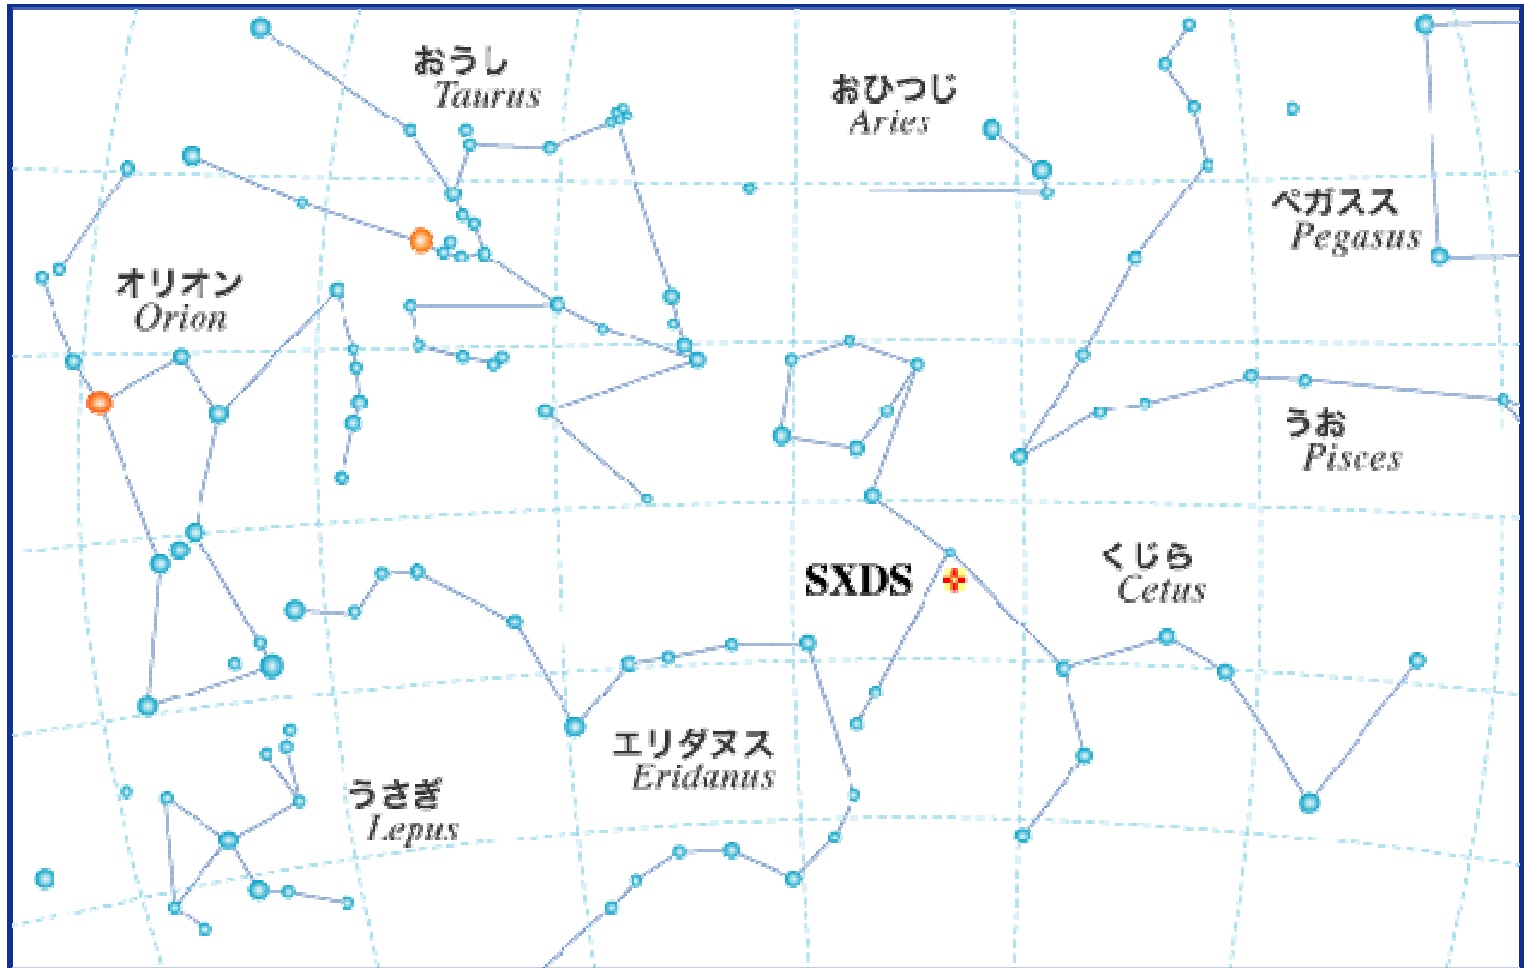 おうし
Taurus
おひつじ
Aries
ペガスス
Pegasus
オリオン
Orion
うお
Pisces
くじら
Cetus
SXDS
エリダヌス
Eridanus
うさぎ
Lepus